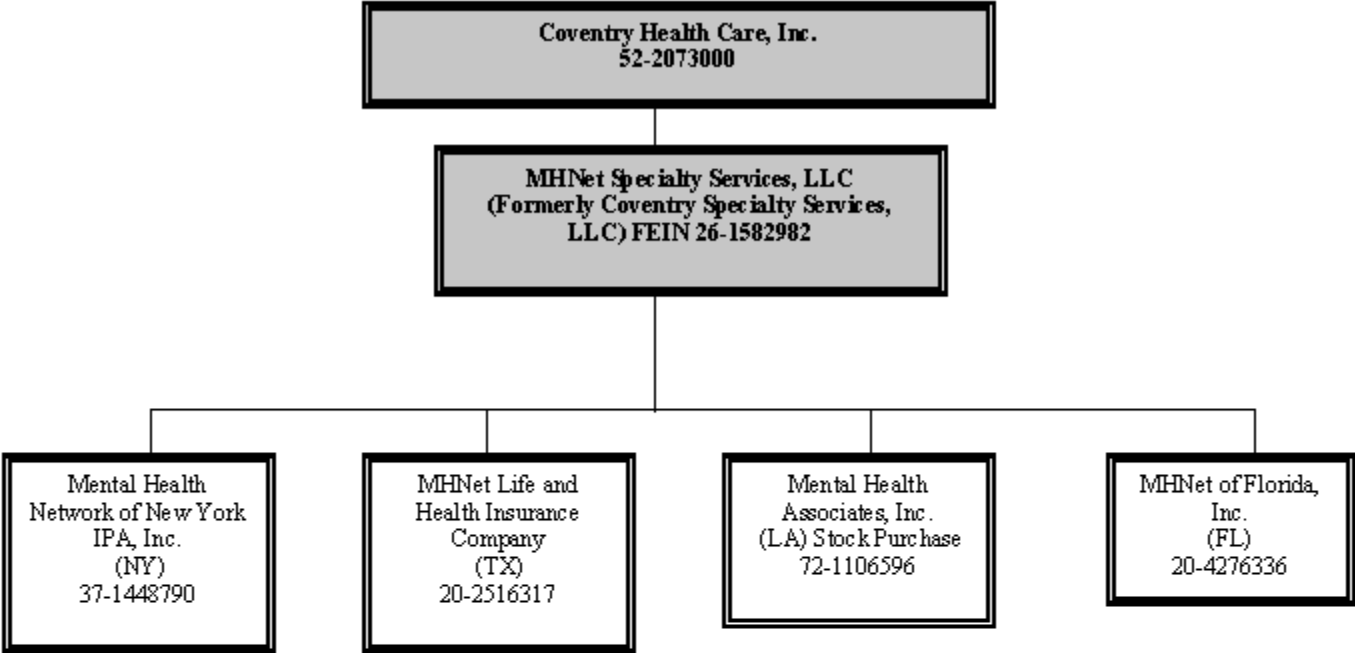 Coventry Health Care, Inc.
52-2073000
MHNet Specialty Services, LLC
(Formerly Coventry Specialty Services,
LLC) FEIN 26-1582982
Mental Health
Network of New York
IPA, Inc.
(NY)
37-1448790
MHNet Life and
Health Insurance
Company
(TX)
20-2516317
Mental Health
Associates, Inc.
(LA) Stock Purchase
72-1106596
MHNet of Florida,
Inc.
(FL)
20-4276336